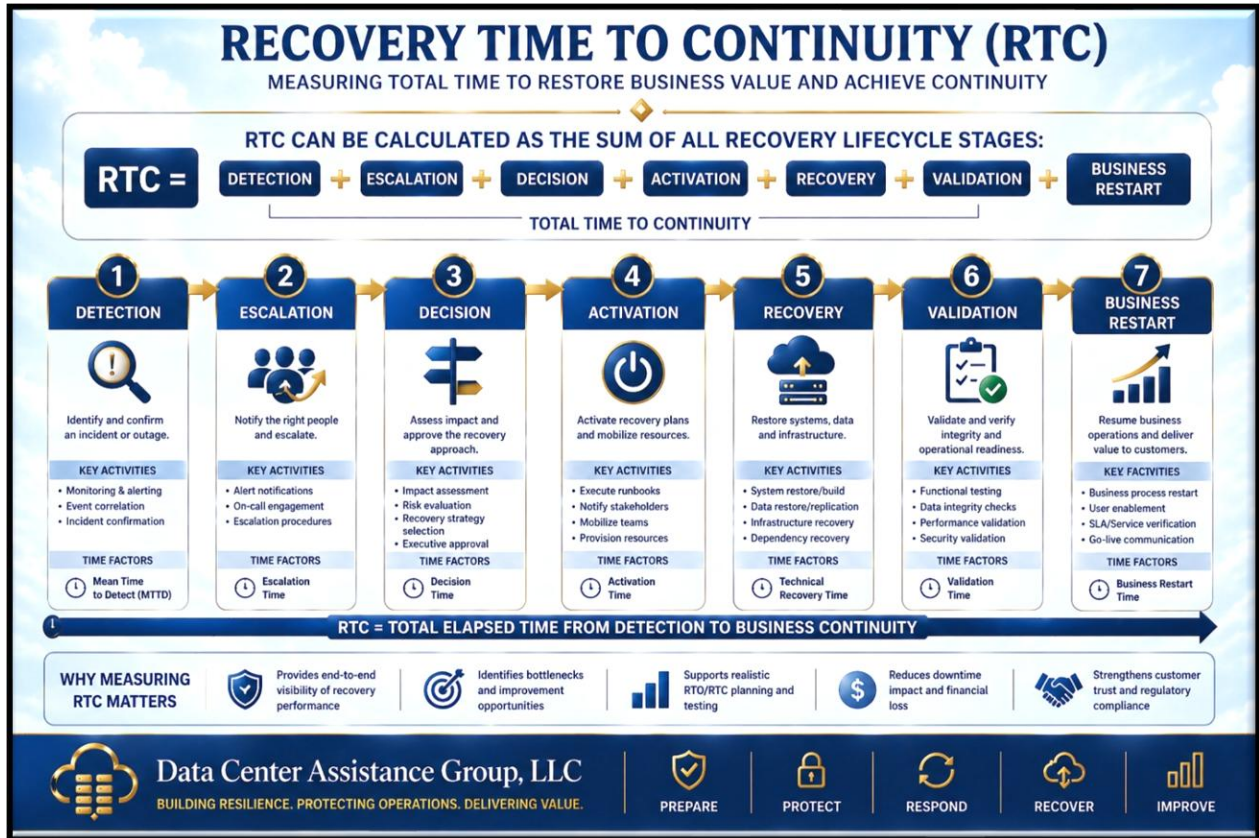 RECOVERY TIME TO CONTINUITY (RTC)
MEASURING TOTAL TIME TO RESTORE BUSINESS VALUE AND ACHIEVE CONTINUITY
RTC CAN BE CALCULATED AS THE SUM OF ALL RECOVERY LIFECYCLE STAGES:
RTC = DETECTION + ESCALATION + DECISION + ACTIVATION + RECOVERY + VALIDATION + BUSINESS
RESTART
TOTAL TIME TO CONTINUITY
1
DETECTION
Identify and confirm
an incident or outage.
KEY ACTIVITIES
• Monitoring & alerting
• Event correlation
• Incident confirmation
TIME FACTORS
Mean Time
to Detect (MTTD)
2
ESCALATION
Notify the right people
and escalate.
KEY ACTIVITIES
• Alert notifications
• On-call engagement
• Escalation procedures
TIME FACTORS
Escalation
Time
3
DECISION
Assess impact and
approve the recovery
approach.
KEY ACTIVITIES
• Impact assessment
• Risk evaluation
• Recovery strategy
selection
• Executive approval
TIME FACTORS
Decision
Time
4
ACTIVATION
Activate recovery plans
and mobilize resources.
KEY ACTIVITIES
• Execute runbooks
• Notify stakeholders
• Mobilize teams
• Provision resources
TIME FACTORS
Activation
Time
5
RECOVERY
Restore systems, data
and infrastructure.
KEY ACTIVITIES
• System restore/build
• Data restore/replication
• Infrastructure recovery
• Dependency recovery
TIME FACTORS
Technical
Recovery Time
6
VALIDATION
Validate and verify
integrity and
operational readiness.
KEY ACTIVITIES
• Functional testing
• Data integrity checks
• Performance validation
• Security validation
TIME FACTORS
Validation
Time
7
BUSINESS
RESTART
Resume business
operations and deliver
value to customers.
KEY FACTIVITIES
• Business process restart
• User enablement
• SLA/Service verification
• Go-live communication
TIME FACTORS
Business Restart
Time
RTC = TOTAL ELAPSED TIME FROM DETECTION TO BUSINESS CONTINUITY
WHY MEASURING
RTC MATTERS
Provides end-to-end
visibility of recovery
performance
Identifies bottlenecks
and improvement
opportunities
Supports realistic
RTO/RTC planning and
testing
$
Reduces downtime
impact and financial
loss
Strengthens customer
trust and regulatory
compliance
Data Center Assistance Group, LLC
BUILDING RESILIENCE. PROTECTING OPERATIONS. DELIVERING VALUE.
PREPARE
PROTECT
RESPOND
RECOVER
IMPROVE